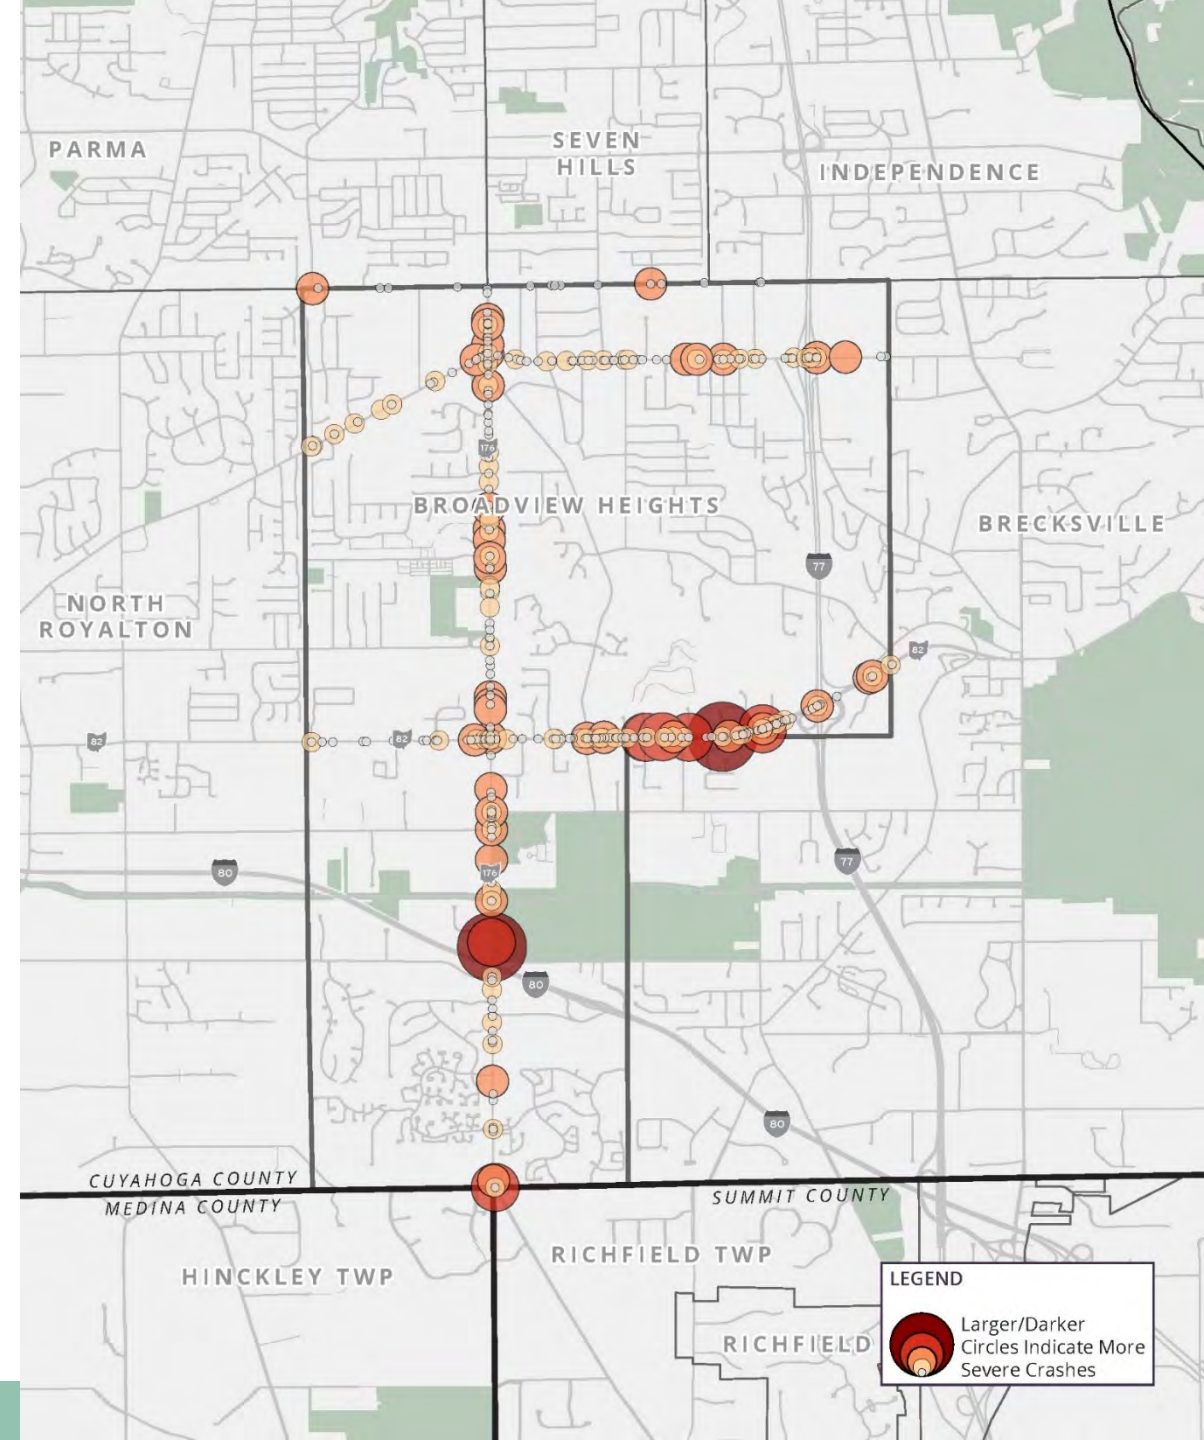 SEVEN
HILLS
PARMA
INDEPENDENCE
176
BROADVIEW HEIGHTS
BRECKSVILLE
77
NORTH
ROYALTON
82
82
82
77
80
176
80
80
CUYAHOGA COUNTY
MEDINA COUNTY
SUMMIT COUNTY
RICHFIELD TWP
HINCKLEY TWP
LEGEND
RICHFIELD
Larger/Darker
Circles Indicate More
Severe Crashes